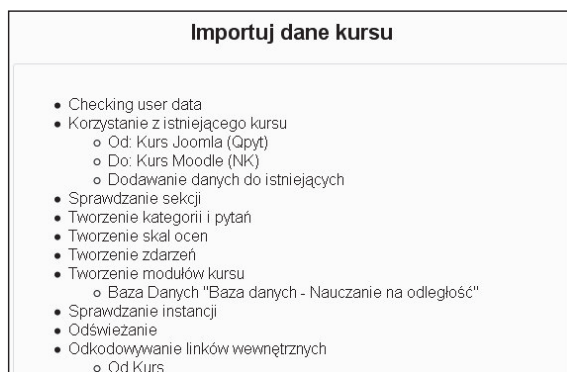 Importuj dane kursu
Checking user data
Korzystanie z istniejącego kursu
Od: Kurs Joomla (Qpyt)
Do: Kurs Moodle (NK)
Dodawanie danych do istniejących
Sprawdzanie sekcji
Tworzenie kategorii i pytań
Tworzenie skal ocen
Tworzenie zdarzeń
Tworzenie modułów kursu
Baza Danych "Baza danych - Nauczanie na odległość"
Sprawdzanie instancji
Odświeżanie
Odkodowywanie linków wewnętrznych
Od Kurs